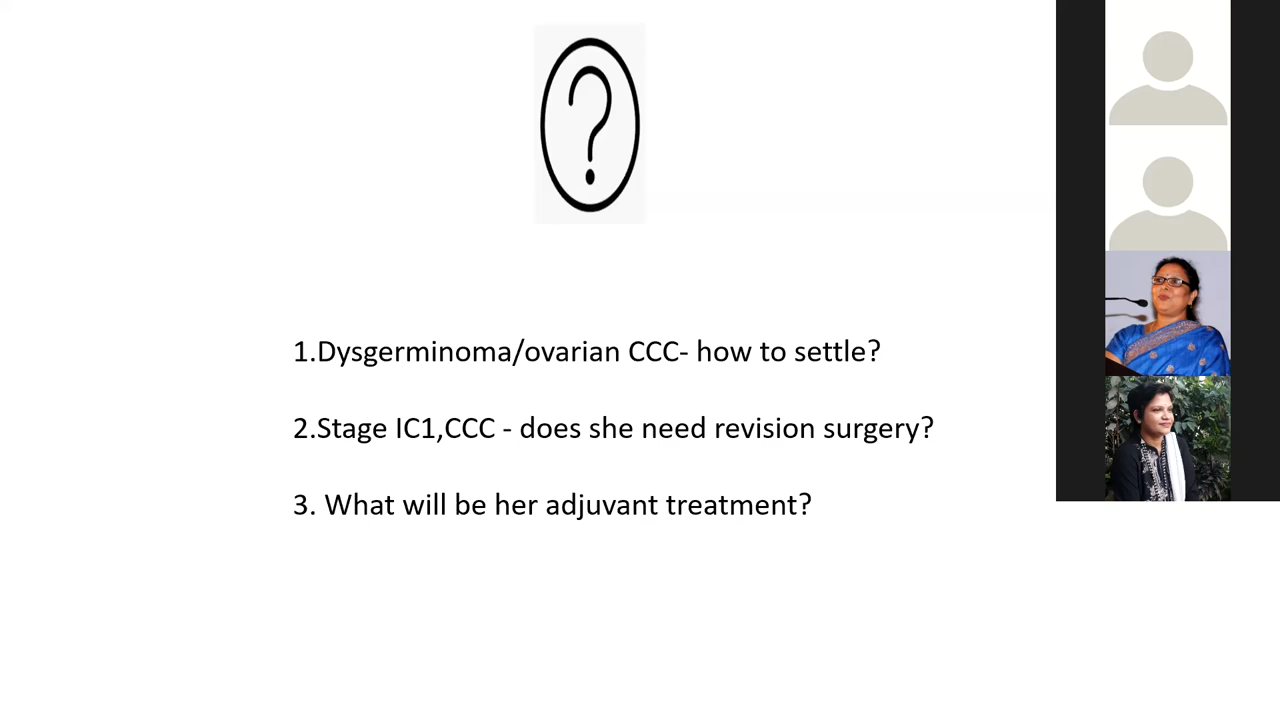 ?
1.Dysgerminoma/ovarian CCC- how to settle?
2.Stage IC1,CCC - does she need revision surgery?
3. What will be her adjuvant treatment?